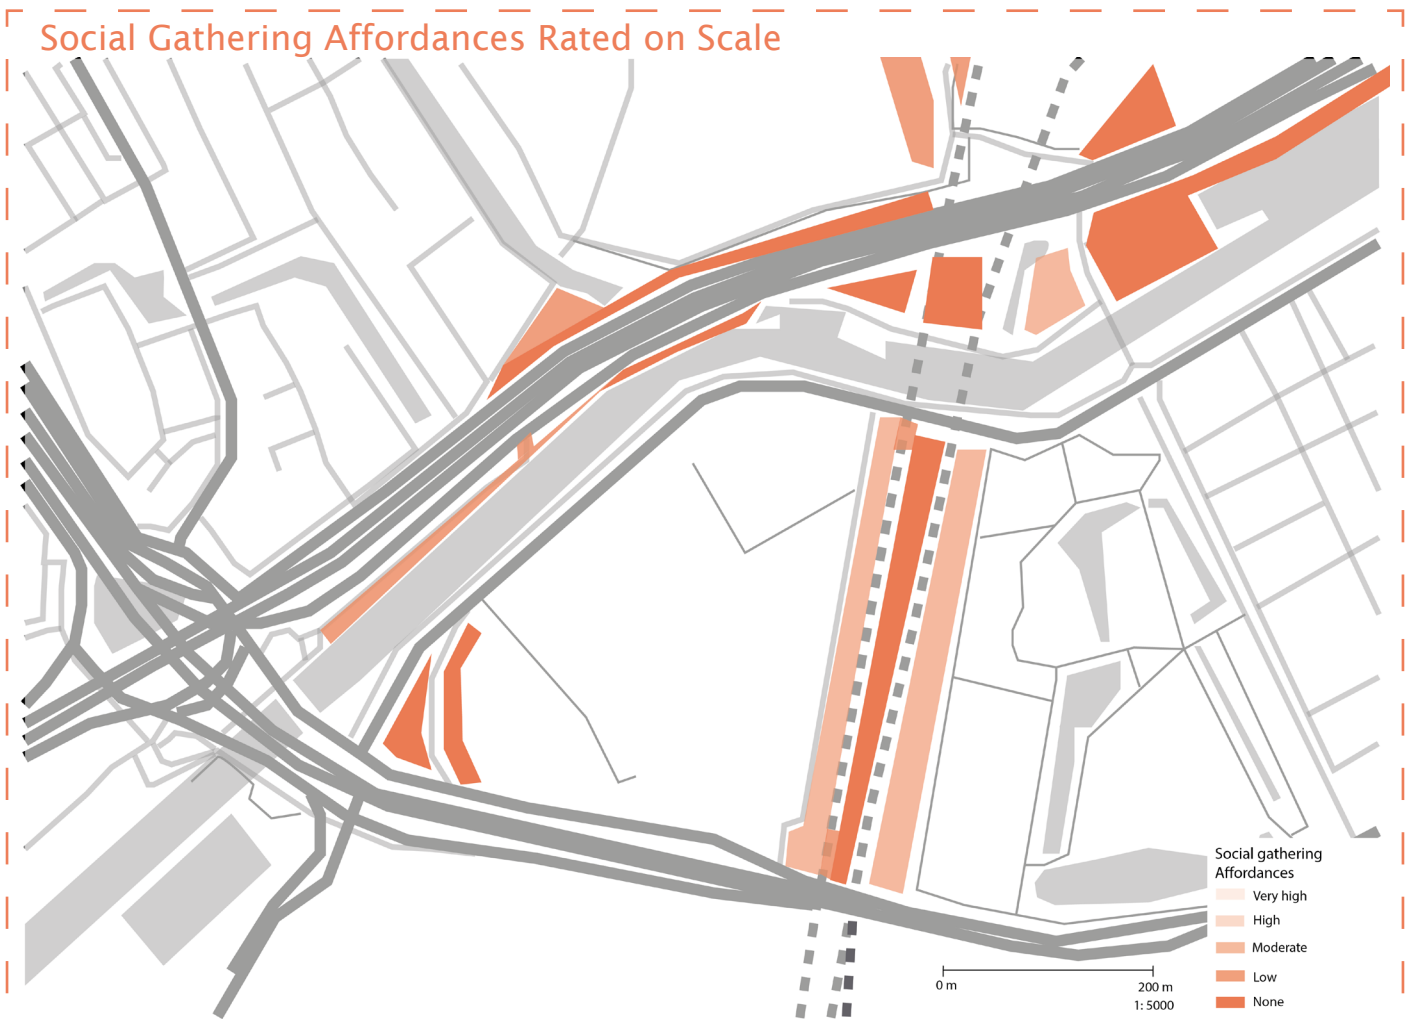 Social Gathering Affordances Rated on Scale
Social gathering
Affordances
Very high
High
Moderate
Low
None
0 m
200 m
1: 5000